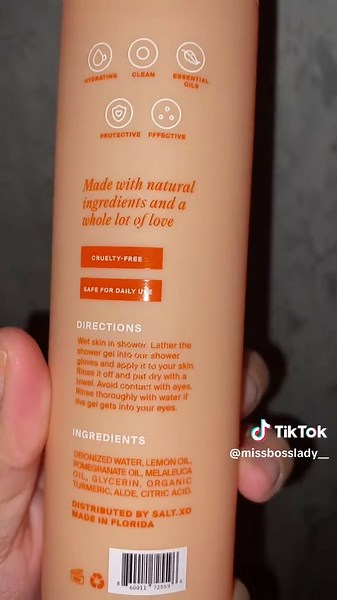 HYDRATING
CLEAN
ESSENTIAL
OILS
PROTECTIVE
EFFECTIVE
Made with natural
ingredients and a
whole lot of love
CRUELTY-FREE
SAFE FOR DAILY USE
DIRECTIONS
Wet skin in shower. Lather the
shower gel into our shower
gloves and apply it to your skin.
Rinse it off and pat dry with a
towel. Avoid contact with eyes.
Rinse thoroughly with water if
the gel gets into your eyes.
INGREDIENTS
DEIONIZED WATER, LEMON OIL,
POMEGRANATE OIL, MELALEUCA
OIL, GLYCERIN, ORGANIC
TURMERIC, ALOE, CITRIC ACID.
DISTRIBUTED BY SALT.XO
MADE IN FLORIDA
TikTok
@missbosslady__